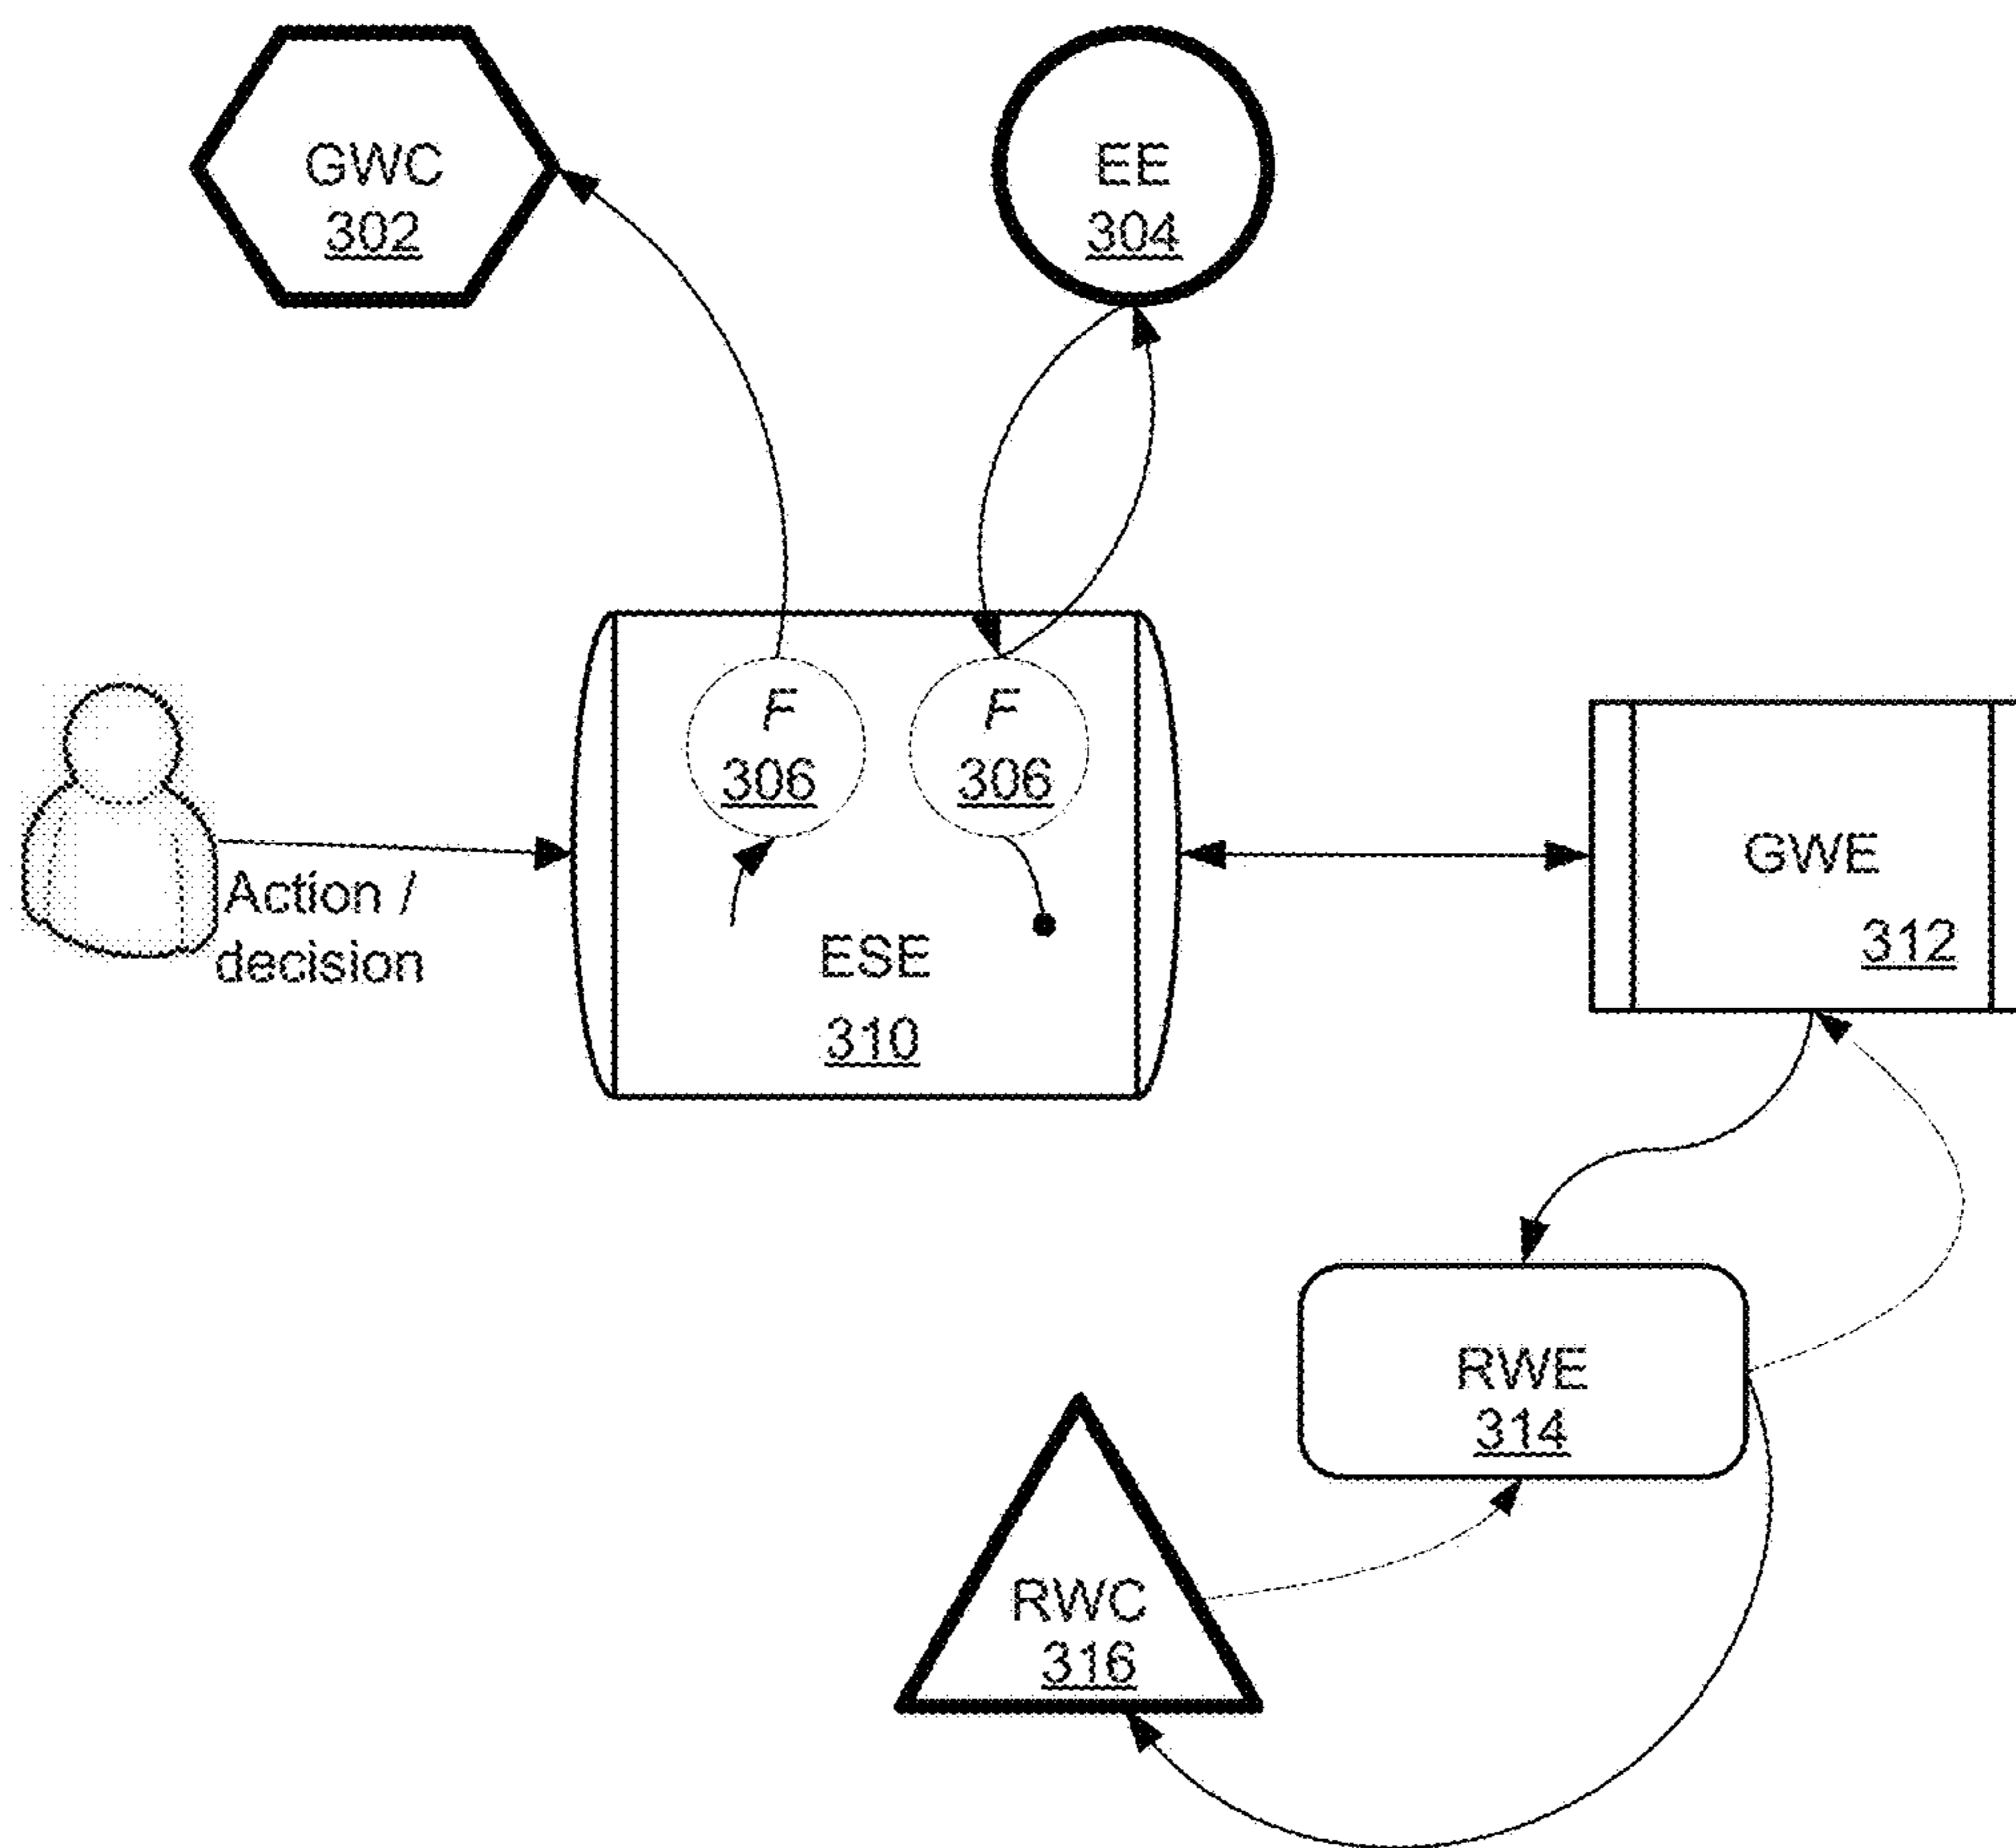 GWC
302
EE
304
F
306
F
306
Action /
decision
ESE
310
GWE
312
RWE
314
RWC
316